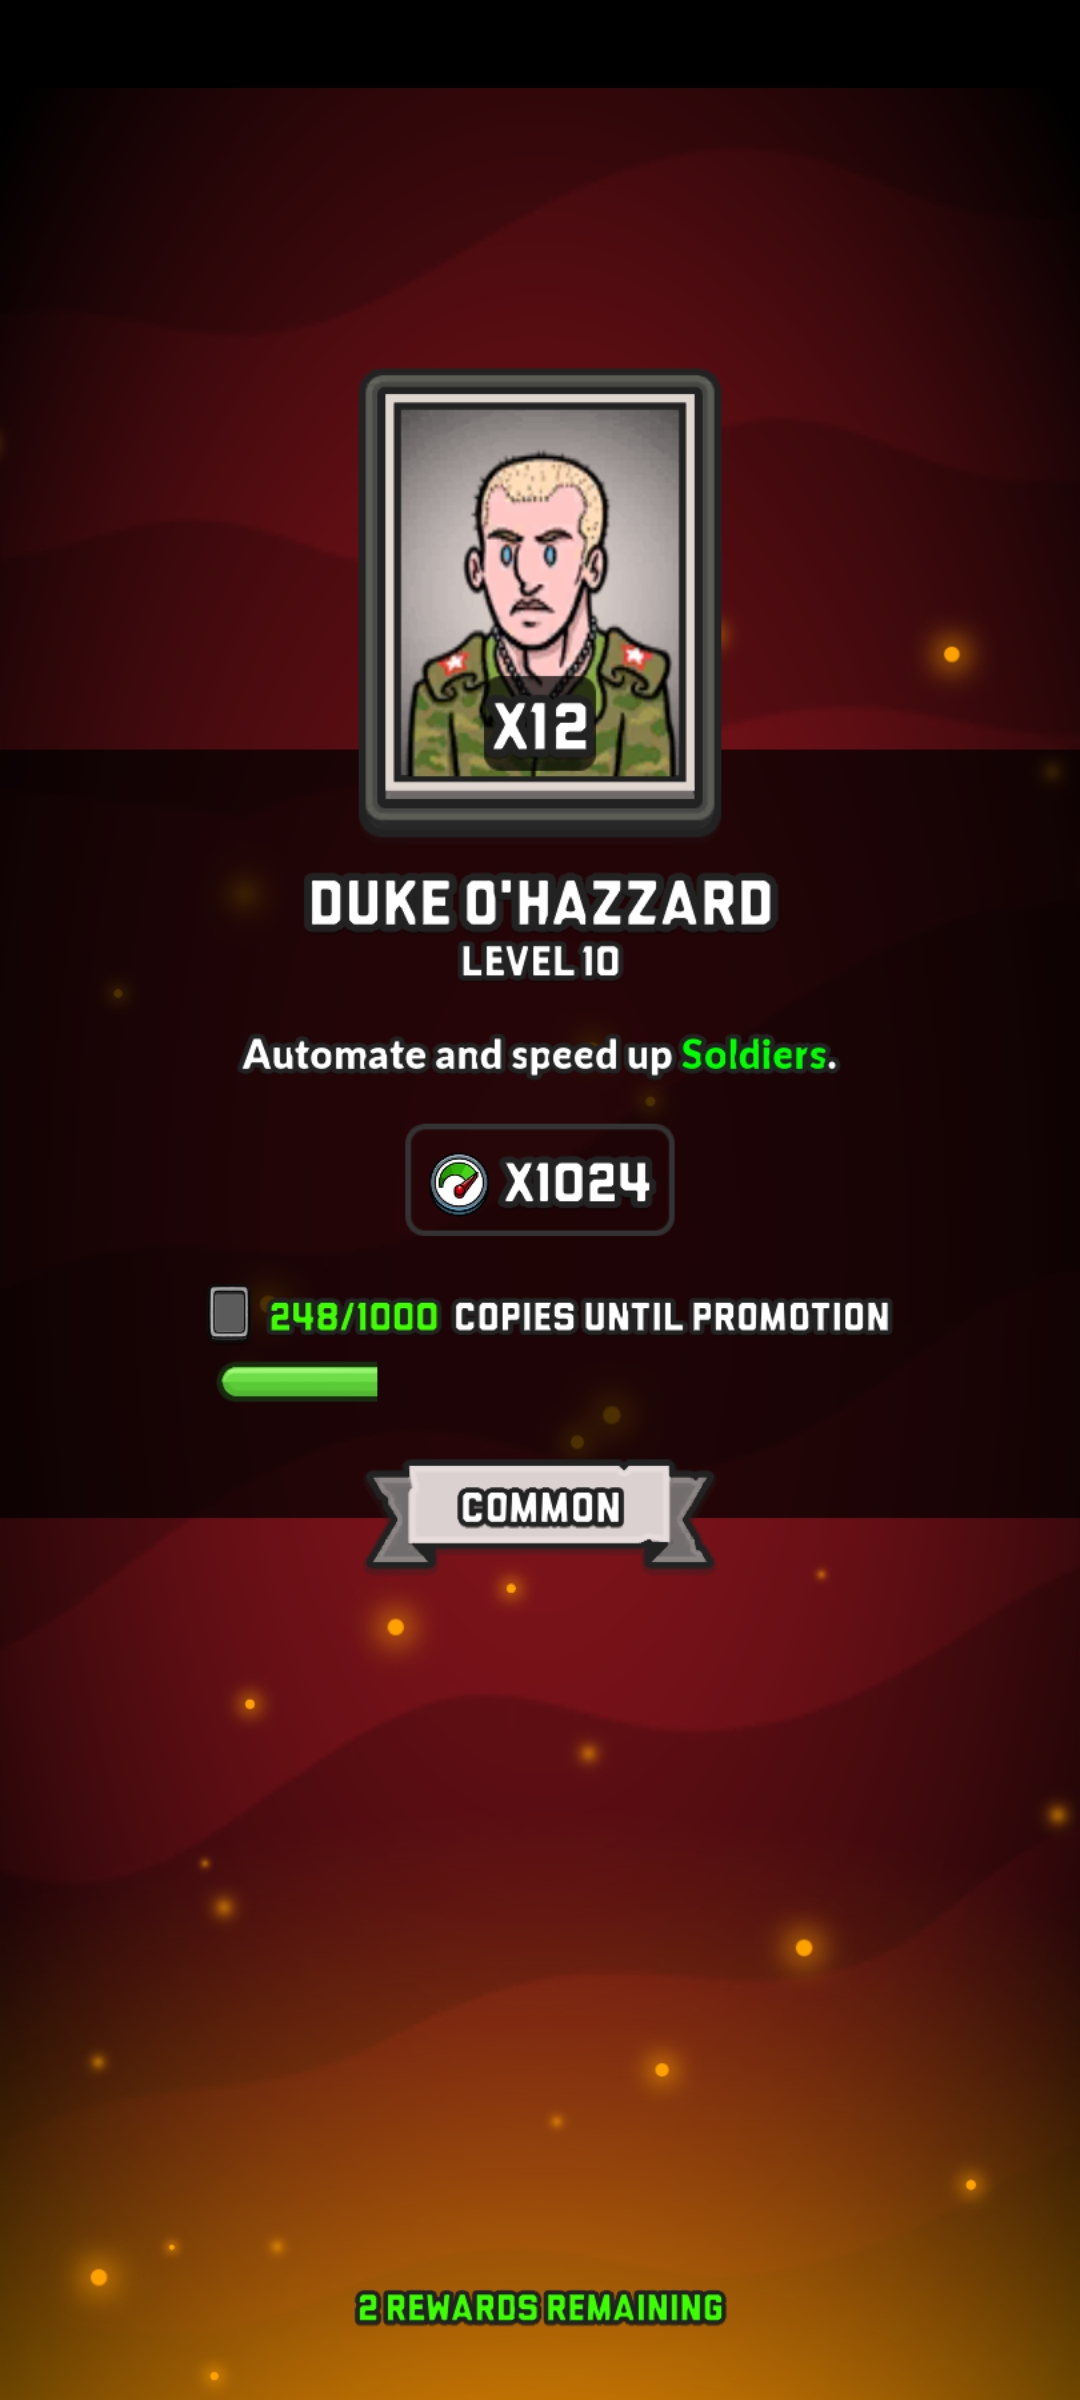 X12
DUKE O'HAZZARD
LEVEL 10
Automate and speed up Soldiers.
X1024
248/1000 COPIES UNTIL PROMOTION
COMMON
2 REWARDS REMAINING